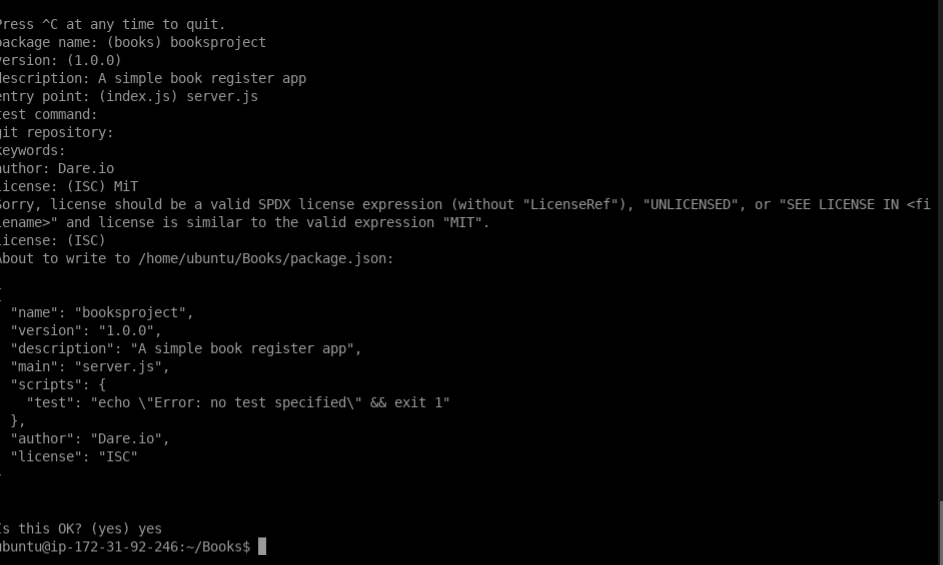 Press ^C at any time to quit.
package name: (books) booksproject
version: (1.0.0)
description: A simple book register app
entry point: (index.js) server.js
test command:
git repository:
keywords:
author: Dare.io
license: (ISC) MiT
Sorry, license should be a valid SPDX license expression (without "LicenseRef"), "UNLICENSED", or "SEE LICENSE IN <fi
lename>" and license is similar to the valid expression "MIT".
license: (ISC)
About to write to /home/ubuntu/Books/package.json:
{
"name": "booksproject",
"version": "1.0.0",
"description": "A simple book register app",
"main": "server.js",
"scripts": {
"test": "echo \"Error: no test specified\" && exit 1"
},
"author": "Dare.io",
"license": "ISC"
}
Is this OK? (yes) yes
ubuntu@ip-172-31-92-246:~/Books$